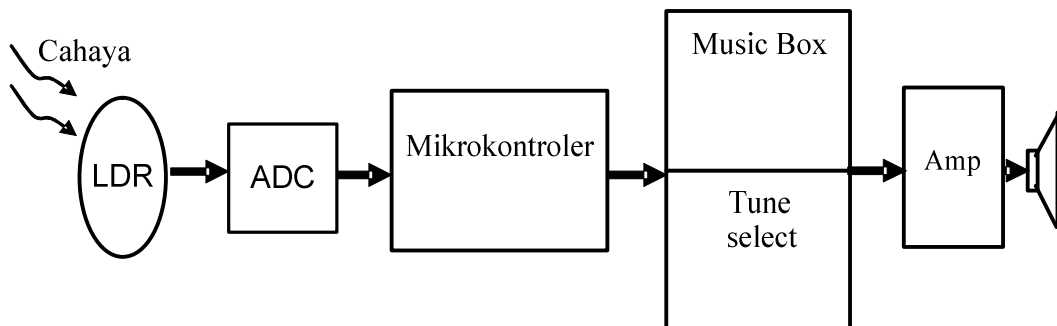 Cahaya
LDR
ADC
Mikrokontroler
Music Box
Tune
select
Amp